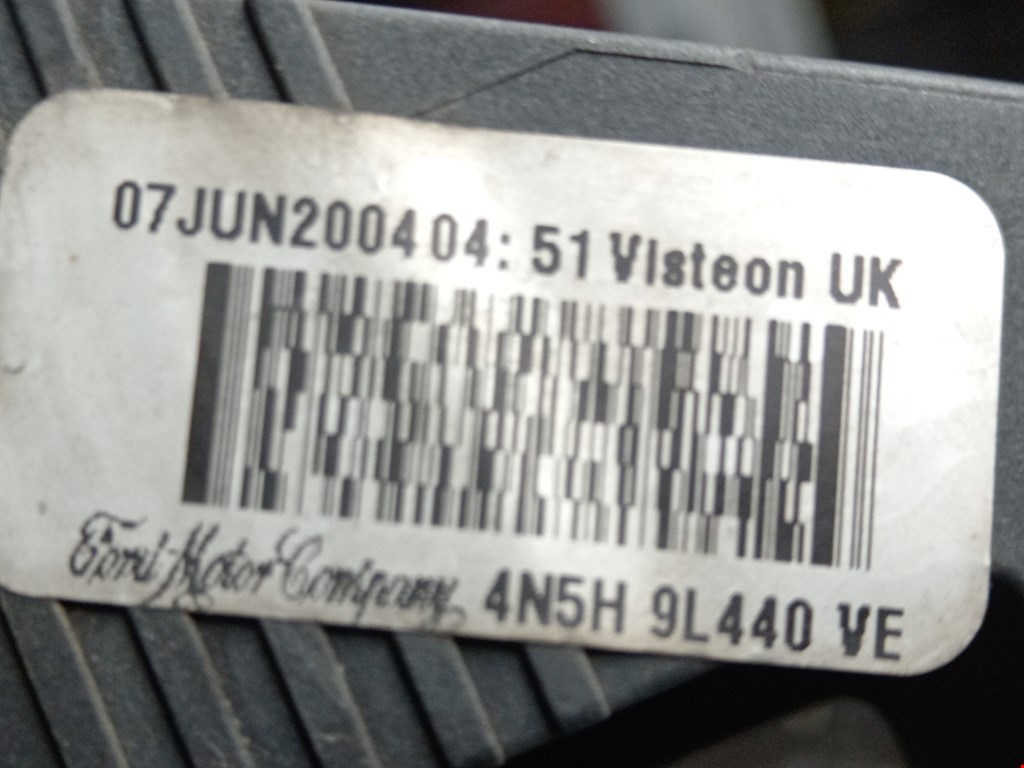 07JUN2004 04:51 Visteon UK
Ford Motor Company 4N5H 9L440 VE